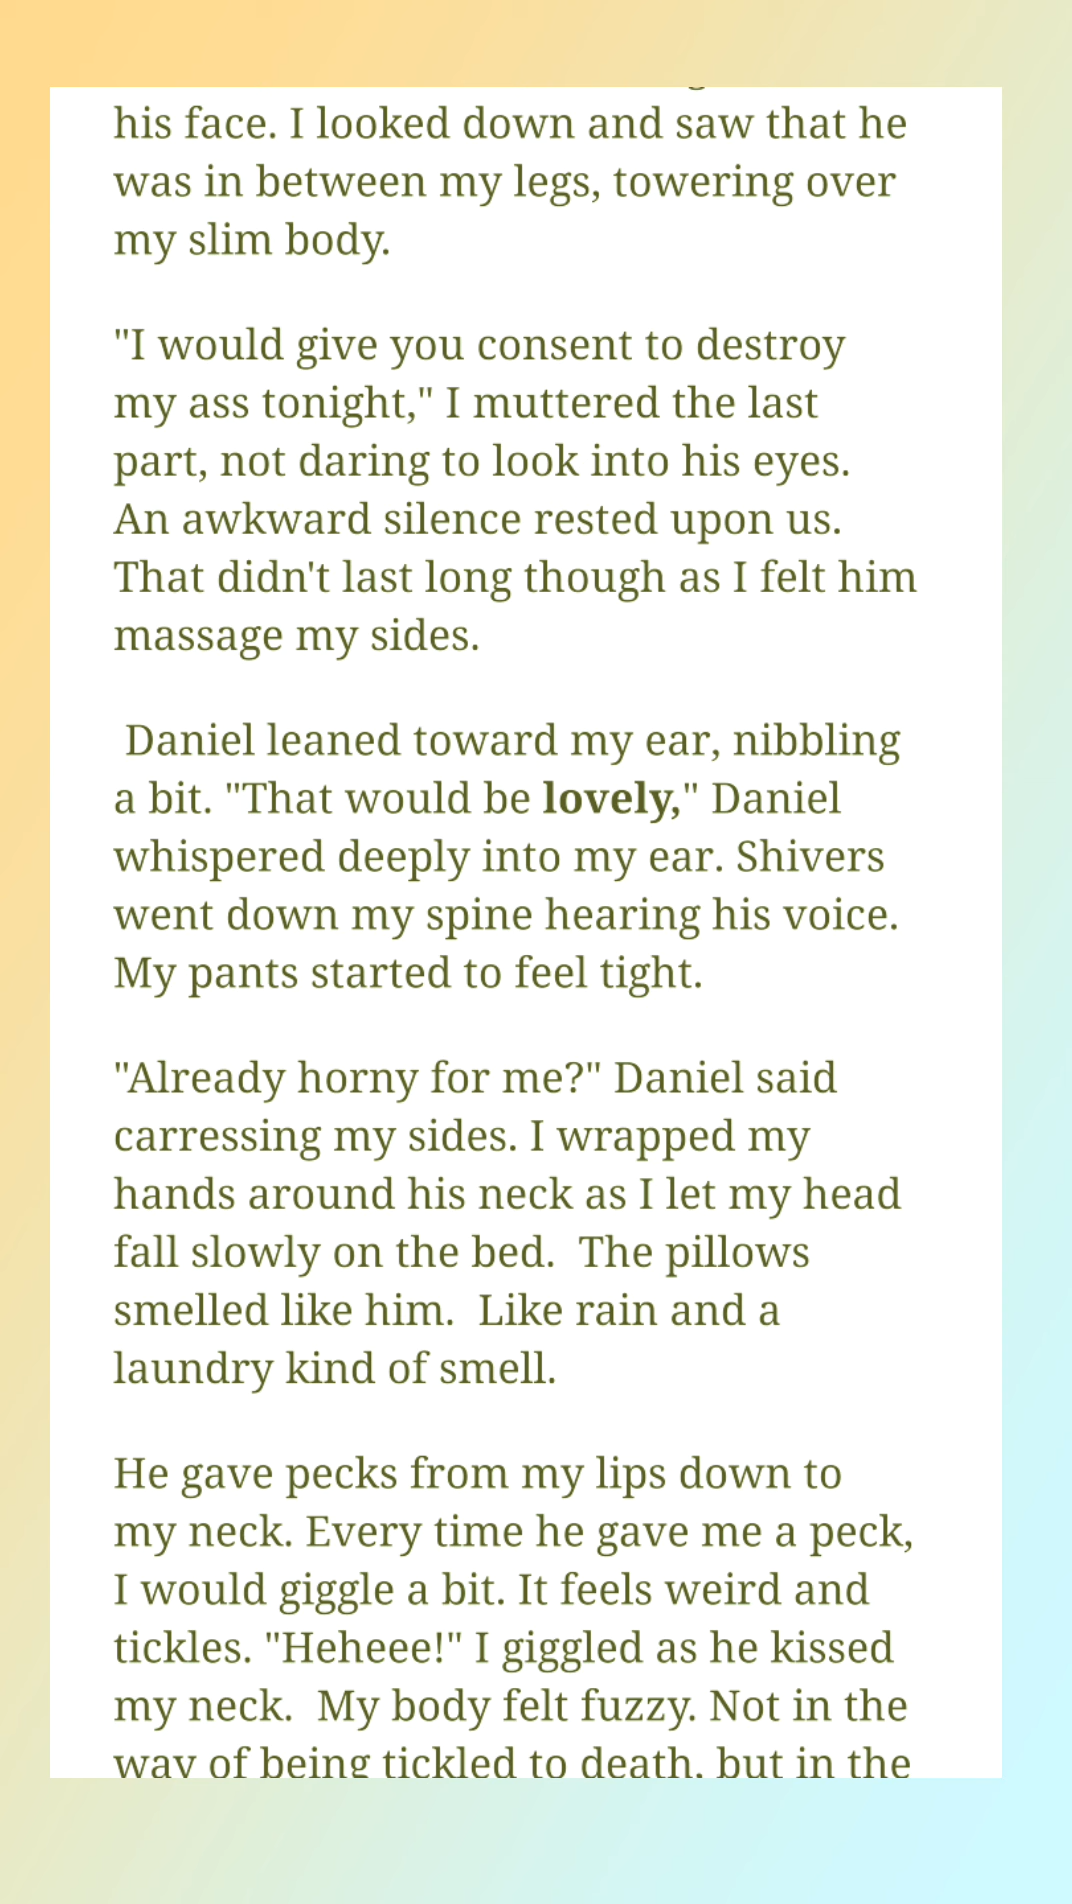 his face. I looked down and saw that he
was in between my legs, towering over
my slim body.
"I would give you consent to destroy
my ass tonight," I muttered the last
part, not daring to look into his eyes.
An awkward silence rested upon us.
That didn't last long though as I felt him
massage my sides.
Daniel leaned toward my ear, nibbling
a bit. "That would be lovely," Daniel
whispered deeply into my ear. Shivers
went down my spine hearing his voice.
My pants started to feel tight.
"Already horny for me?" Daniel said
carressing my sides. I wrapped my
hands around his neck as I let my head
fall slowly on the bed.  The pillows
smelled like him.  Like rain and a
laundry kind of smell.
He gave pecks from my lips down to
my neck. Every time he gave me a peck,
I would giggle a bit. It feels weird and
tickles. "Heheee!" I giggled as he kissed
my neck.  My body felt fuzzy. Not in the
way of being tickled to death, but in the